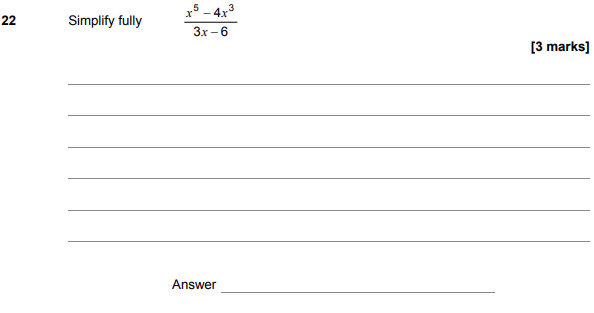 22 Simplify fully x⁵ – 4x³
3x – 6
[3 marks]
Answer